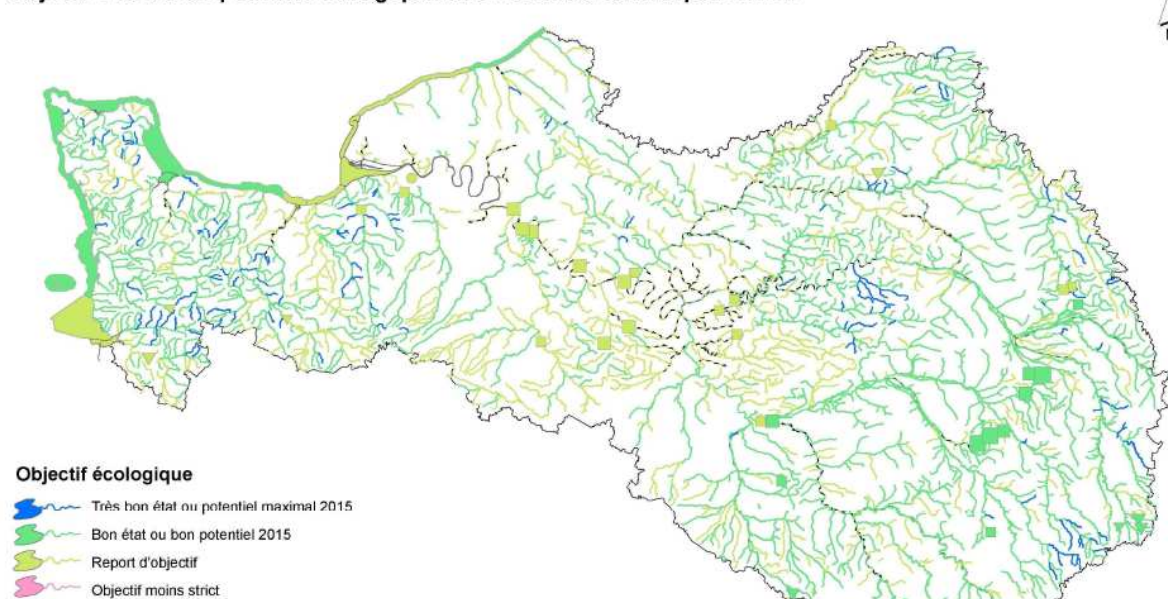 Objectif écologique
Très bon état ou potentiel maximal 2015
Bon état ou bon potentiel 2015
Report d'objectif
Objectif moins strict